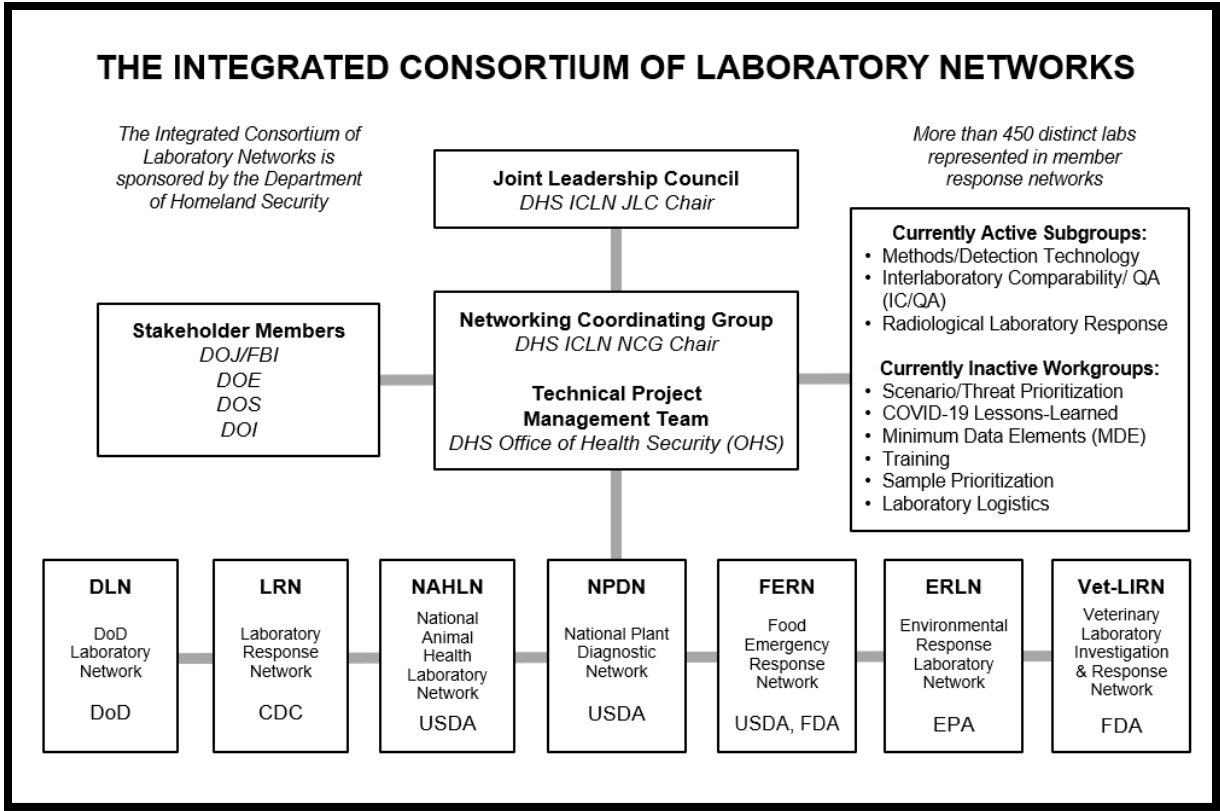 THE INTEGRATED CONSORTIUM OF LABORATORY NETWORKS
The Integrated Consortium of
Laboratory Networks is
sponsored by the Department
of Homeland Security
Joint Leadership Council
DHS ICLN JLC Chair
More than 450 distinct labs
represented in member
response networks
Stakeholder Members
DOJ/FBI
DOE
DOS
DOI
Networking Coordinating Group
DHS ICLN NCG Chair
Technical Project
Management Team
DHS Office of Health Security (OHS)
Currently Active Subgroups:
• Methods/Detection Technology
• Interlaboratory Comparability/ QA
(IC/QA)
• Radiological Laboratory Response
Currently Inactive Workgroups:
• Scenario/Threat Prioritization
• COVID-19 Lessons-Learned
• Minimum Data Elements (MDE)
• Training
• Sample Prioritization
• Laboratory Logistics
DLN
DoD
Laboratory
Network
DoD
LRN
Laboratory
Response
Network
CDC
NAHLN
National
Animal
Health
Laboratory
Network
USDA
NPDN
National Plant
Diagnostic Network
USDA
FERN
Food
Emergency
Response
Network
USDA, FDA
ERLN
Environmental
Response
Laboratory
Network
EPA
Vet-LIRN
Veterinary
Laboratory
Investigation
& Response
Network
FDA